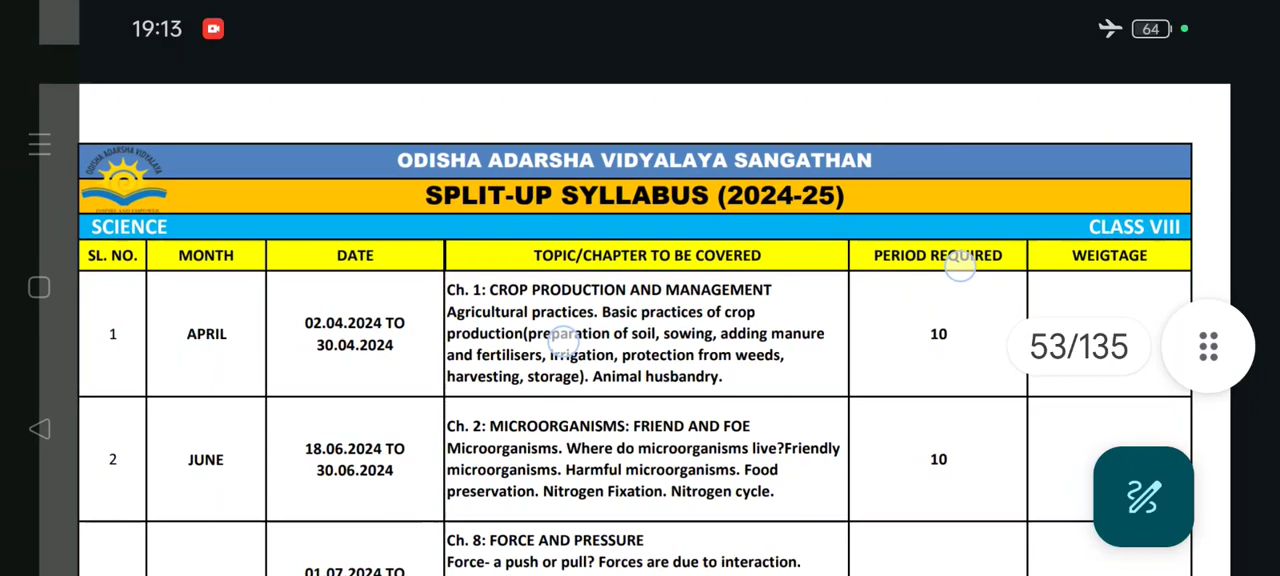 19:13
64
ODISHA ADARSHA VIDYALAYA
ODISHA ADARSHA VIDYALAYA SANGATHAN
SPLIT-UP SYLLABUS (2024-25)
SCIENCE CLASS VIII
SL. NO. MONTH DATE TOPIC/CHAPTER TO BE COVERED PERIOD REQUIRED WEIGTAGE
1 APRIL 02.04.2024 TO
30.04.2024
Ch. 1: CROP PRODUCTION AND MANAGEMENT
Agricultural practices. Basic practices of crop
production(preparation of soil, sowing, adding manure
and fertilisers, irrigation, protection from weeds,
harvesting, storage). Animal husbandry.
10
53/135
2 JUNE 18.06.2024 TO
30.06.2024
Ch. 2: MICROORGANISMS: FRIEND AND FOE
Microorganisms. Where do microorganisms live?Friendly
microorganisms. Harmful microorganisms. Food
preservation. Nitrogen Fixation. Nitrogen cycle.
10
01.07.2024 TO
Ch. 8: FORCE AND PRESSURE
Force- a push or pull? Forces are due to interaction.